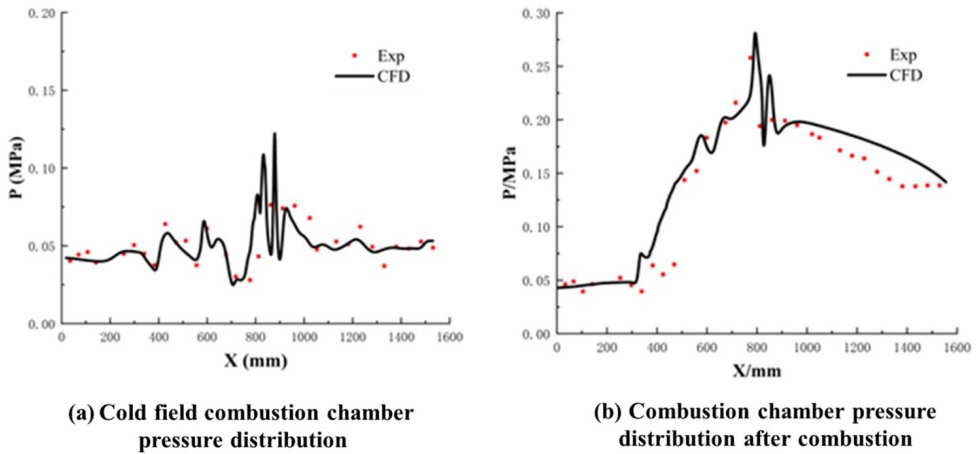 0.20
0.15
0.10
0.05
0.00
P (MPa)
Exp
CFD
0
200
400
600
800
1000
1200
1400
1600
X (mm)
(a) Cold field combustion chamber
pressure distribution
0.30
0.25
0.20
0.15
0.10
0.05
0.00
P/MPa
Exp
CFD
0
200
400
600
800
1000
1200
1400
1600
X/mm
(b) Combustion chamber pressure
distribution after combustion